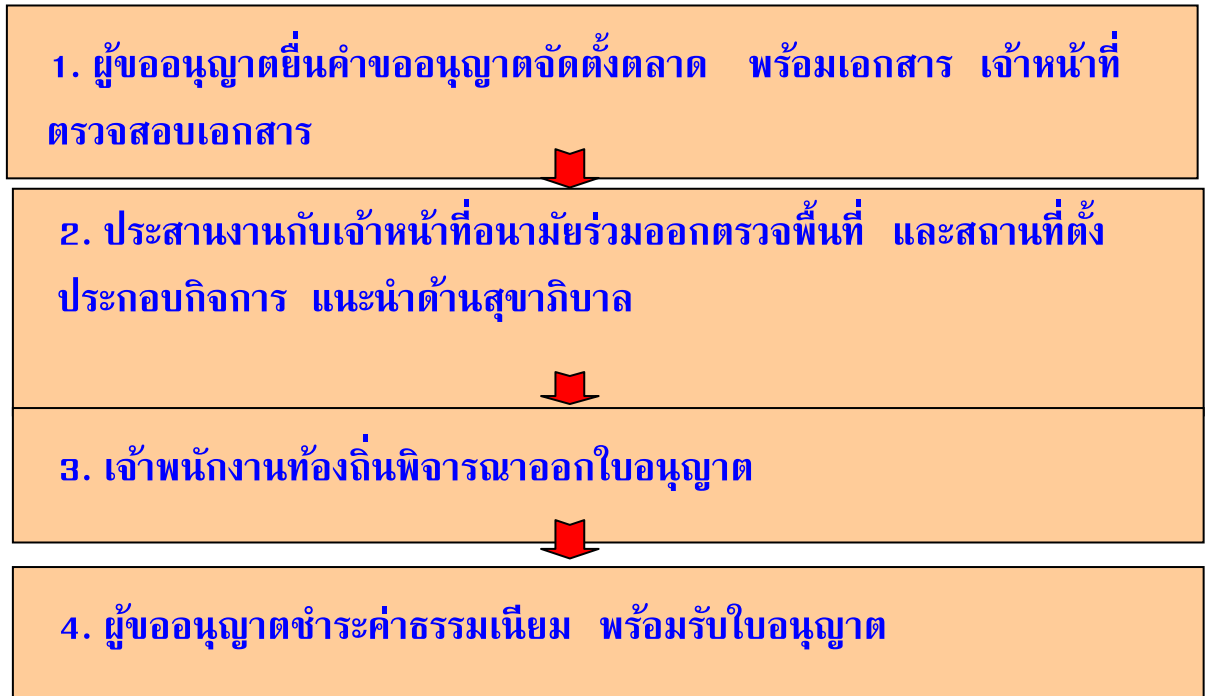 1. ผู้ขออนุญาตยื่นคำขออนุญาตจัดตั้งตลาด พร้อมเอกสาร เจ้าหน้าที่
ตรวจสอบเอกสาร
2. ประสานงานกับเจ้าหน้าที่อนามัยร่วมออกตรวจพื้นที่ และสถานที่ตั้ง
ประกอบกิจการ แนะนำด้านสุขาภิบาล
3. เจ้าพนักงานท้องถิ่นพิจารณาออกใบอนุญาต
4. ผู้ขออนุญาตชำระค่าธรรมเนียม พร้อมรับใบอนุญาต